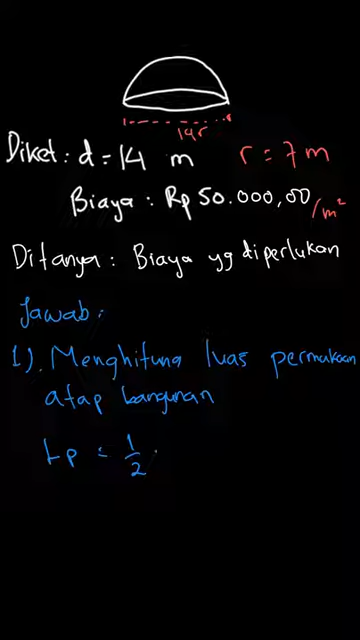 14 m
Diket : d = 14 m r = 7 m
Biaya : Rp 50.000,00 /m²
Ditanya : Biaya yg diperlukan
Jawab :
1). Menghitung luas permukaan
atap bangunan
Lp = 1/2